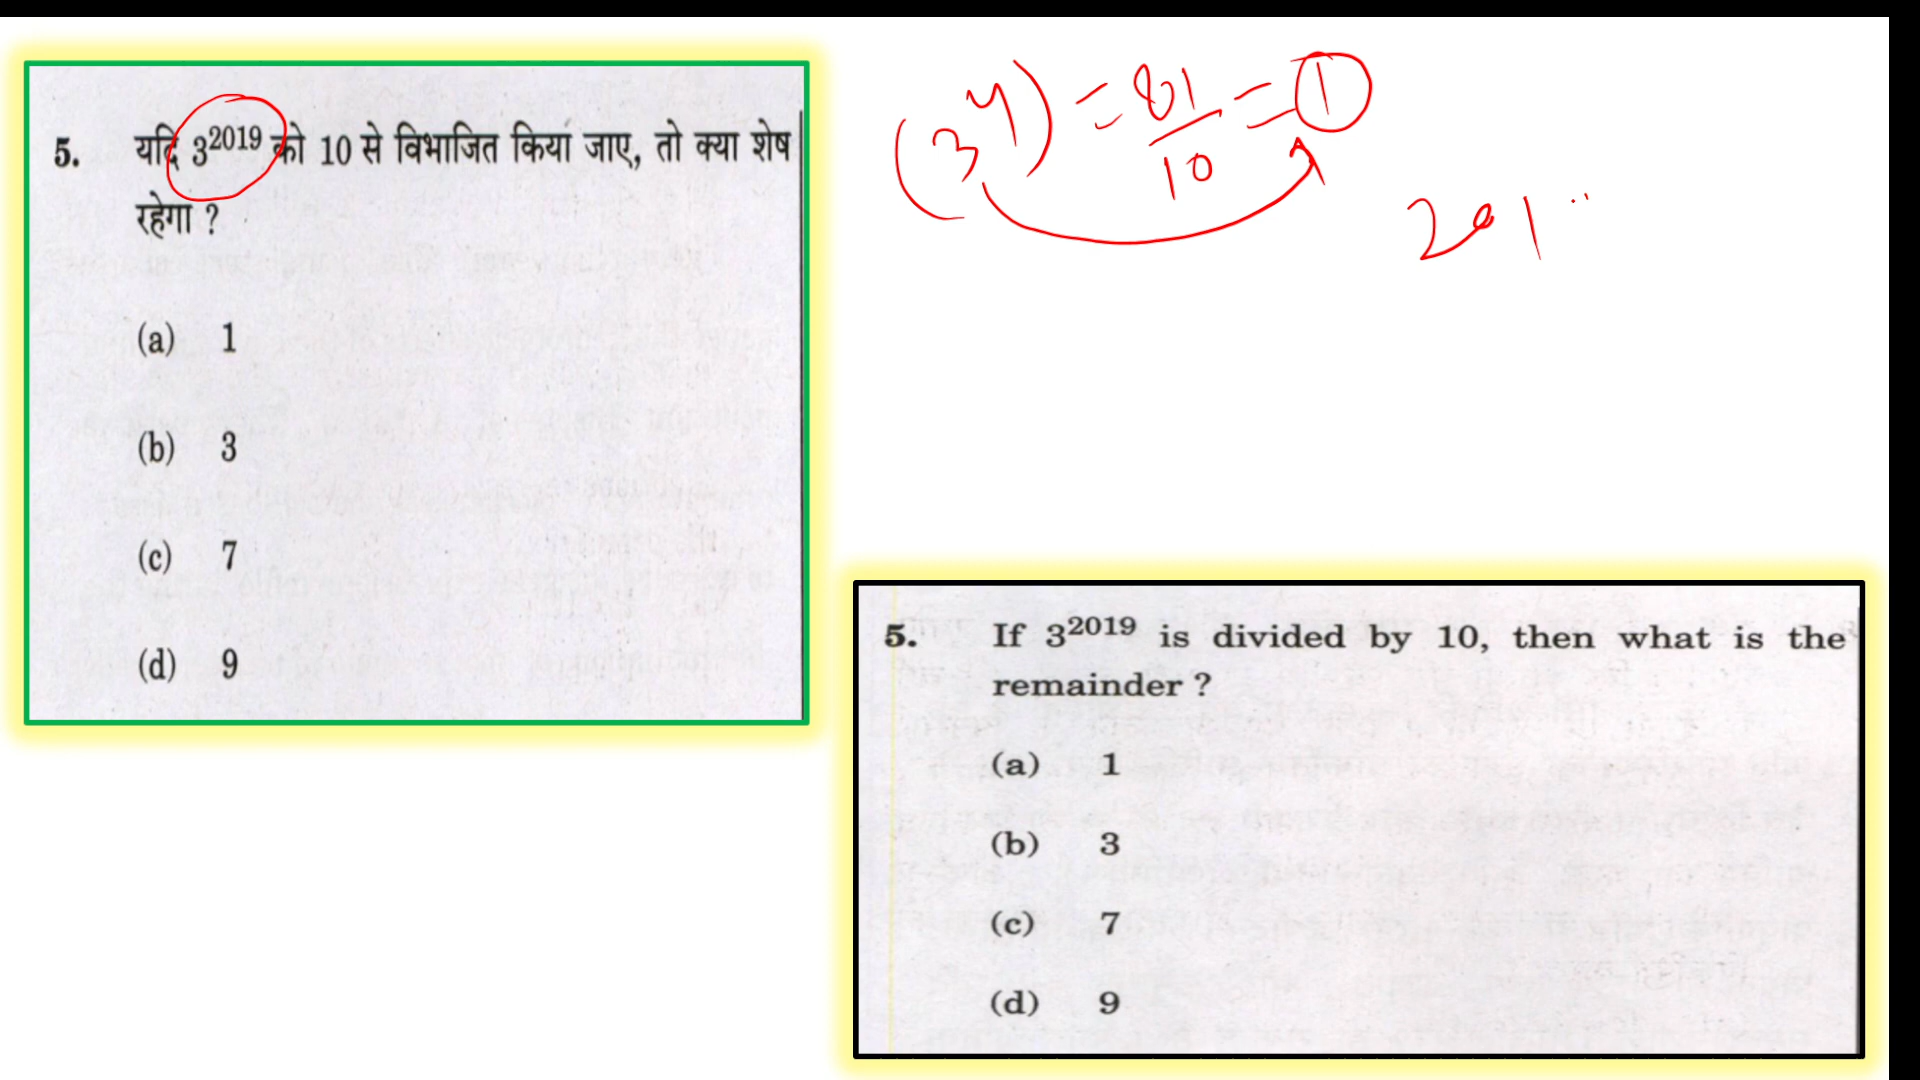 5. यदि 3^2019 को 10 से विभाजित किया जाए, तो क्या शेष
रहेगा ?
(a) 1
(b) 3
(c) 7
(d) 9
(3^4) = 81/10 = 1
201
5. If 3^2019 is divided by 10, then what is the
remainder ?
(a) 1
(b) 3
(c) 7
(d) 9